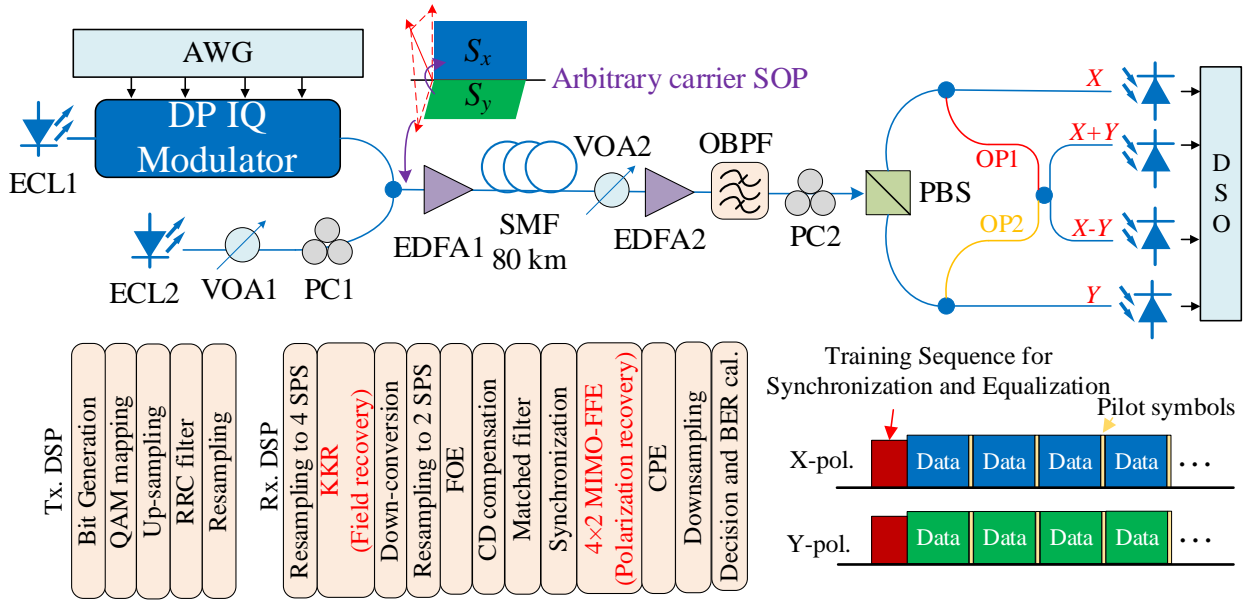 AWG
DP IQ
Modulator
ECL1
ECL2
VOA1
PC1
S_x
S_y
Arbitrary carrier SOP
EDFA1
SMF
80 km
VOA2
EDFA2
OBPF
PC2
PBS
OP1
OP2
X
X+Y
X-Y
Y
DSO
Tx. DSP
Bit Generation
QAM mapping
Up-sampling
RRC filter
Resampling
Rx. DSP
Resampling to 4 SPS
KKR
(Field recovery)
Down-conversion
Resampling to 2 SPS
FOE
CD compensation
Matched filter
Synchronization
4×2 MIMO-FFE
(Polarization recovery)
CPE
Downsampling
Decision and BER cal.
Training Sequence for
Synchronization and Equalization
Pilot symbols
X-pol.
Data Data Data Data ...
Y-pol.
Data Data Data Data ...